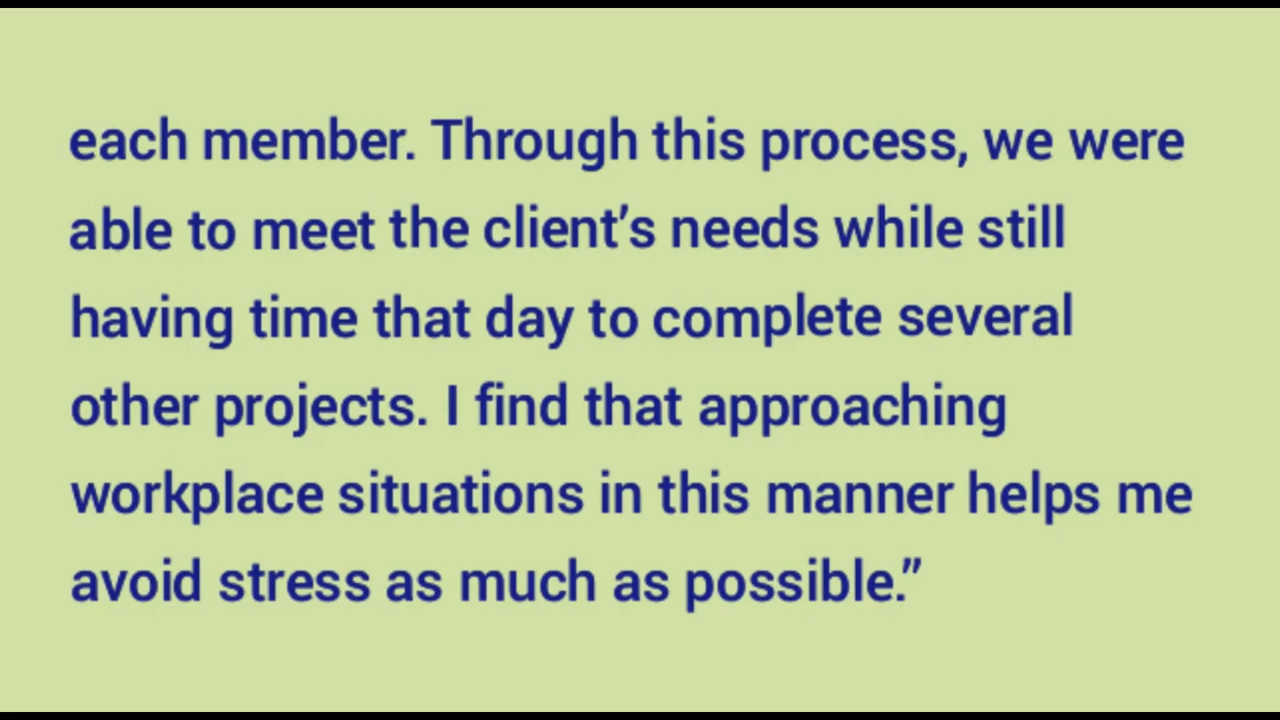 each member. Through this process, we were
able to meet the client’s needs while still
having time that day to complete several
other projects. I find that approaching
workplace situations in this manner helps me
avoid stress as much as possible.”